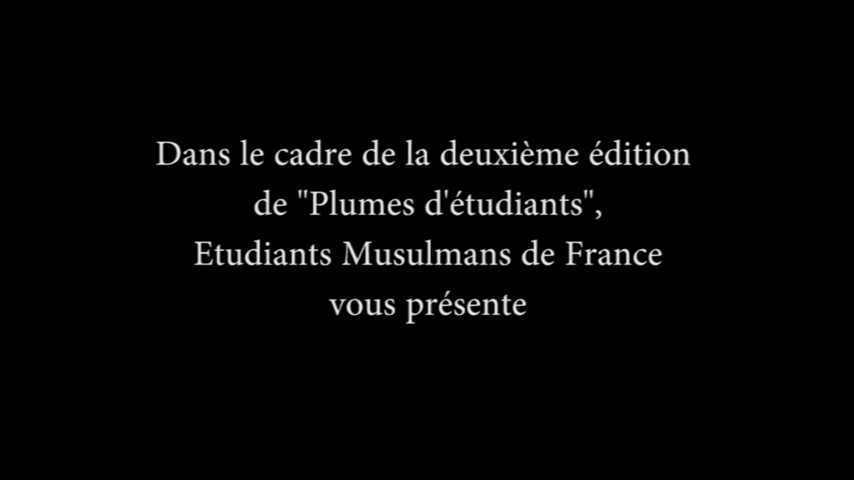 Dans le cadre de la deuxième édition
de "Plumes d'étudiants",
Etudiants Musulmans de France
vous présente